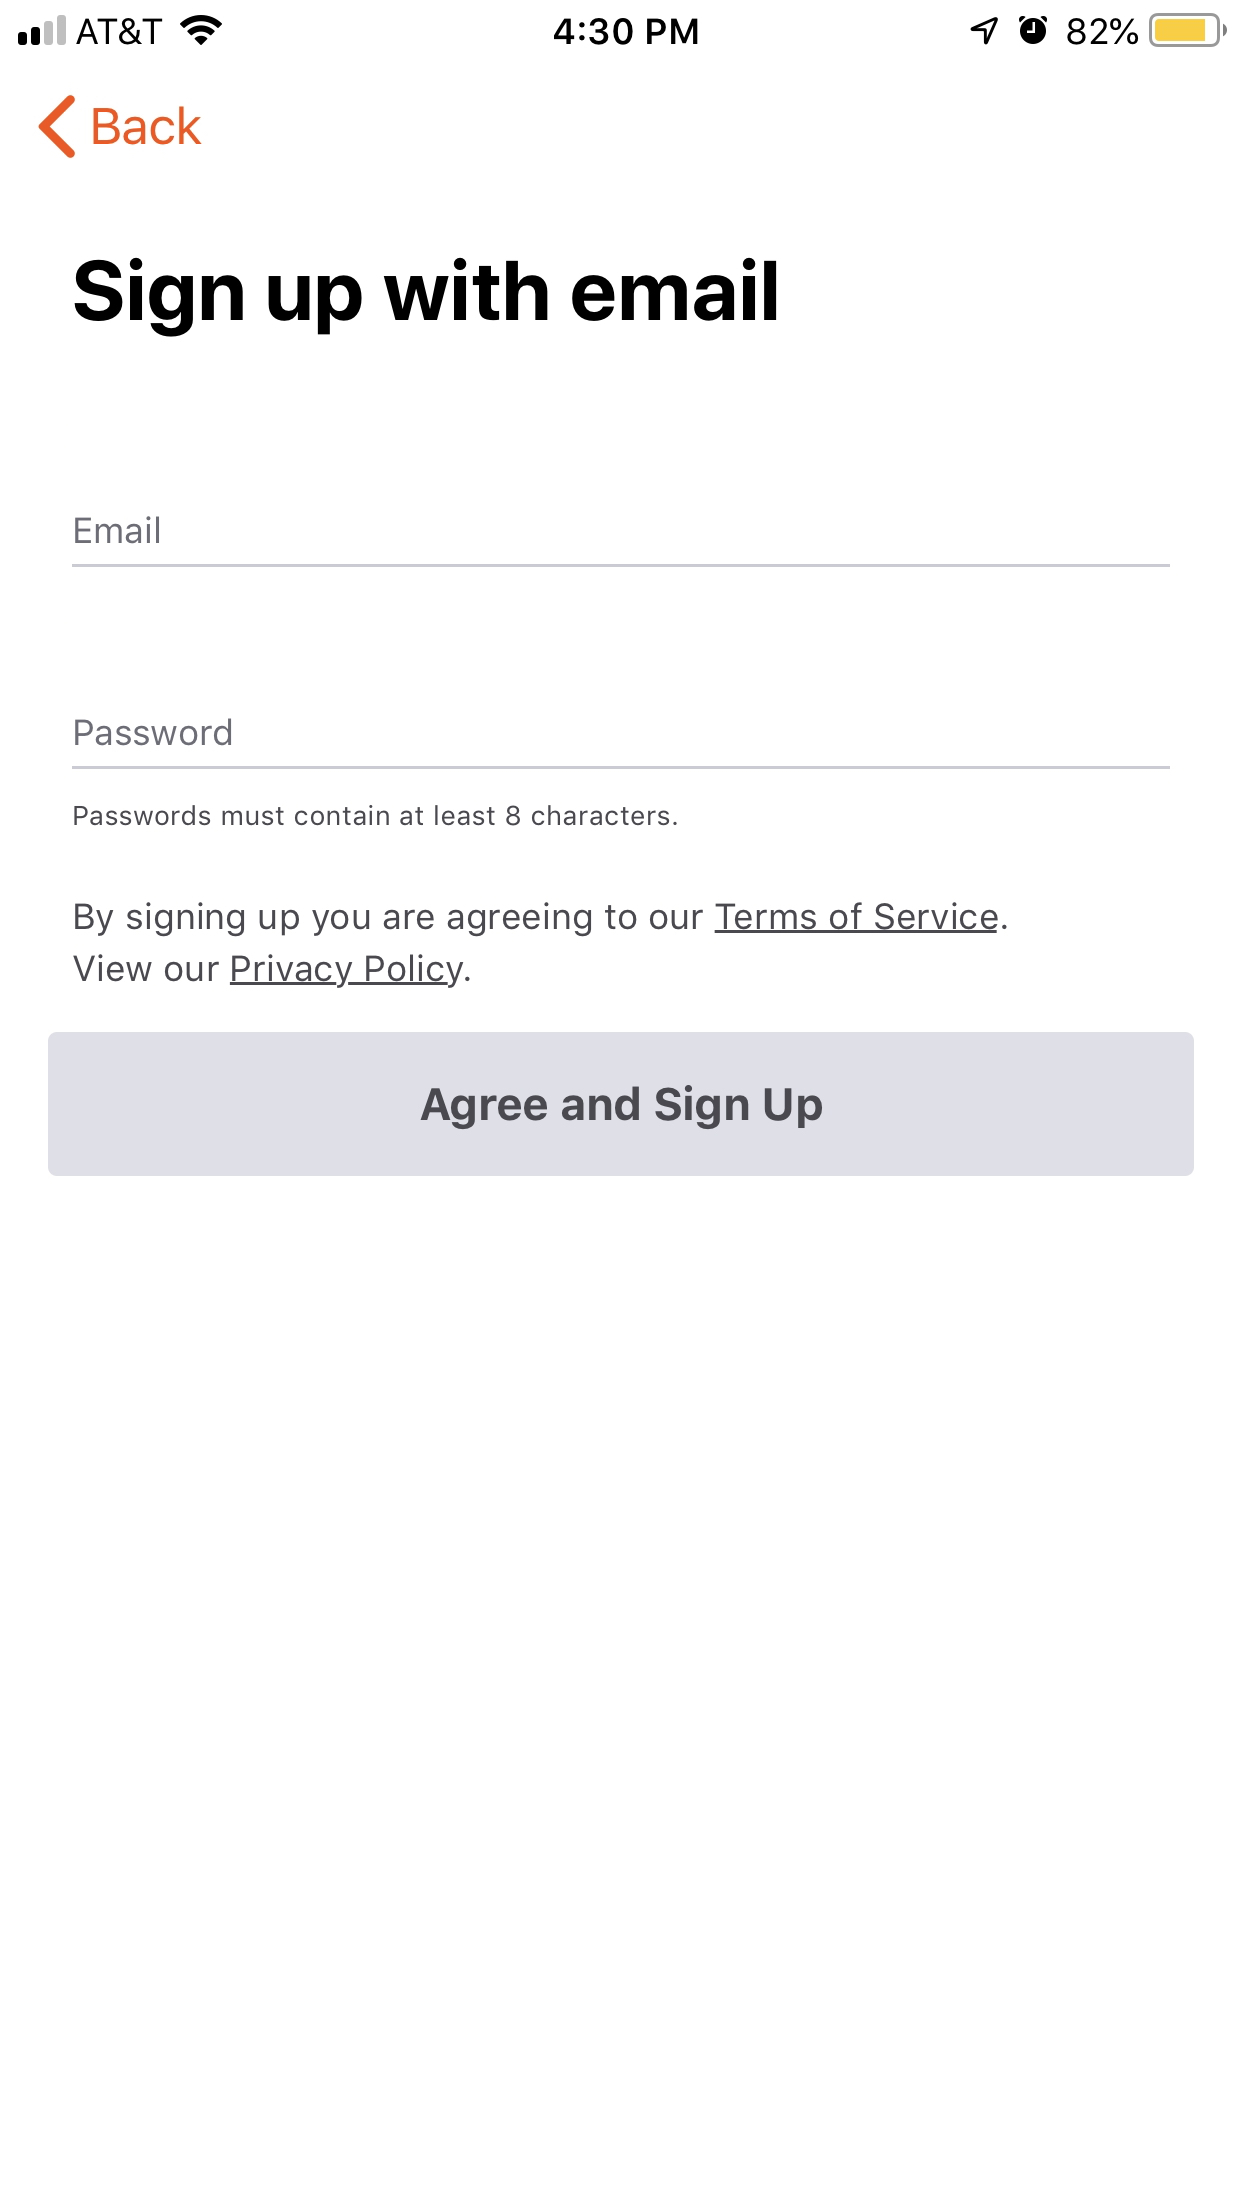 AT&T 4:30 PM 82%
Back
Sign up with email
Email
Password
Passwords must contain at least 8 characters.
By signing up you are agreeing to our Terms of Service.
View our Privacy Policy.
Agree and Sign Up